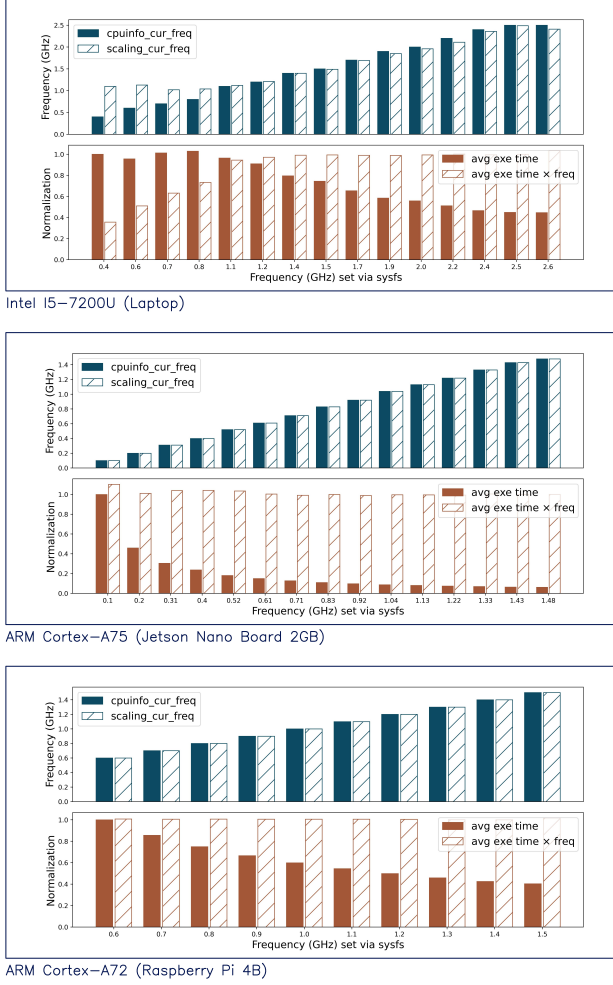 Frequency (GHz)
2.5
2.0
1.5
1.0
0.5
0.0
cpuinfo_cur_freq
scaling_cur_freq
Normalization
1.0
0.8
0.6
0.4
0.2
0.0
avg exe time
avg exe time × freq
0.4 0.6 0.7 0.8 1.1 1.2 1.4 1.5 1.7 1.9 2.0 2.2 2.4 2.5 2.6
Frequency (GHz) set via sysfs
Intel I5-7200U (Laptop)
Frequency (GHz)
1.4
1.2
1.0
0.8
0.6
0.4
0.2
0.0
cpuinfo_cur_freq
scaling_cur_freq
Normalization
1.0
0.8
0.6
0.4
0.2
0.0
avg exe time
avg exe time × freq
0.1 0.2 0.31 0.4 0.52 0.61 0.71 0.83 0.92 1.04 1.13 1.22 1.33 1.43 1.48
Frequency (GHz) set via sysfs
ARM Cortex-A75 (Jetson Nano Board 2GB)
Frequency (GHz)
1.4
1.2
1.0
0.8
0.6
0.4
0.2
0.0
cpuinfo_cur_freq
scaling_cur_freq
Normalization
1.0
0.8
0.6
0.4
0.2
0.0
avg exe time
avg exe time × freq
0.6 0.7 0.8 0.9 1.0 1.1 1.2 1.3 1.4 1.5
Frequency (GHz) set via sysfs
ARM Cortex-A72 (Raspberry Pi 4B)